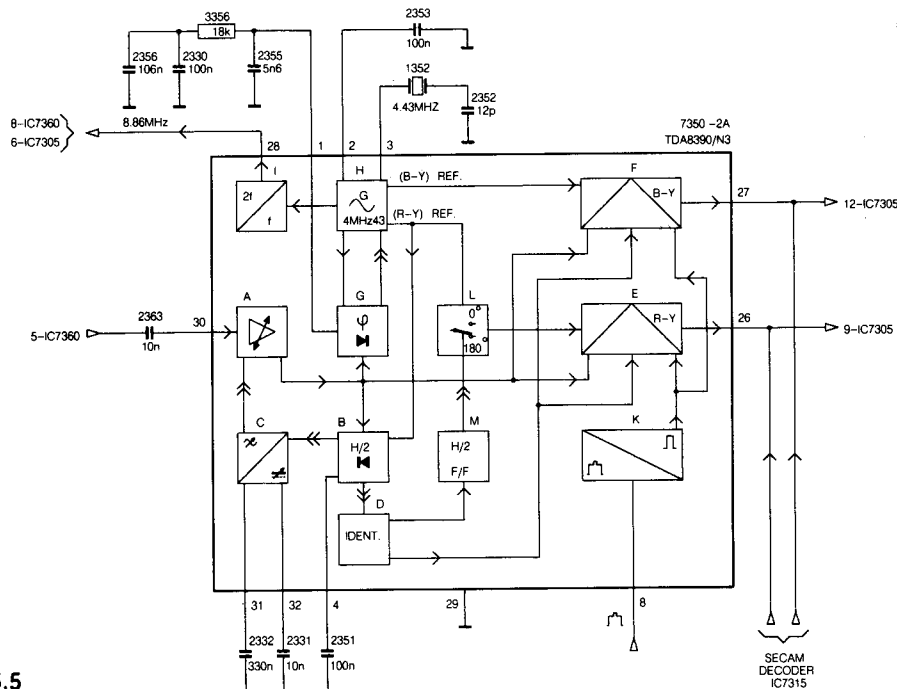 3356
18k
2353
100n
2356
106n
2330
100n
2355
5n6
1352
4.43MHZ
2352
12p
8-IC7360
6-IC7305
8.86MHz
7350 -2A
TDA8390/N3
28
1
2
3
I
2f
f
H
G
4MHz43
(B-Y) REF.
(R-Y) REF.
F
B-Y
27
12-IC7305
A
G
φ
L
0°
180°
E
R-Y
26
9-IC7305
5-IC7360
2363
10n
30
C
B
H/2
M
H/2
F/F
K
D
IDENT.
31
32
4
29
8
2332
330n
2331
10n
2351
100n
SECAM
DECODER
IC7315
.5